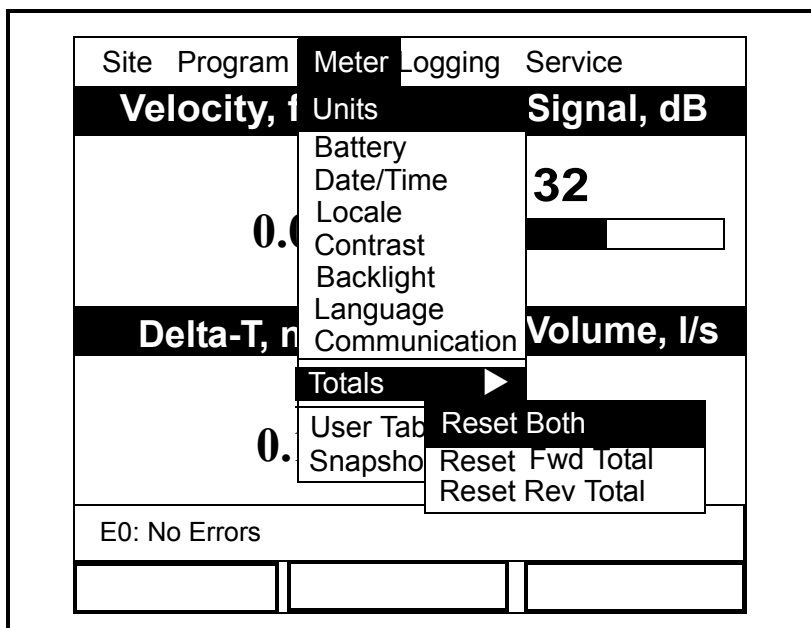 Site Program Meter Logging Service
Velocity, f
Units
Signal, dB
Battery
Date/Time
32
Locale
0.0
Contrast
Backlight
Language
Delta-T,
Communication
Volume, l/s
Totals
User Tab
Reset Both
0.
Snapsho
Reset Fwd Total
Reset Rev Total
E0: No Errors